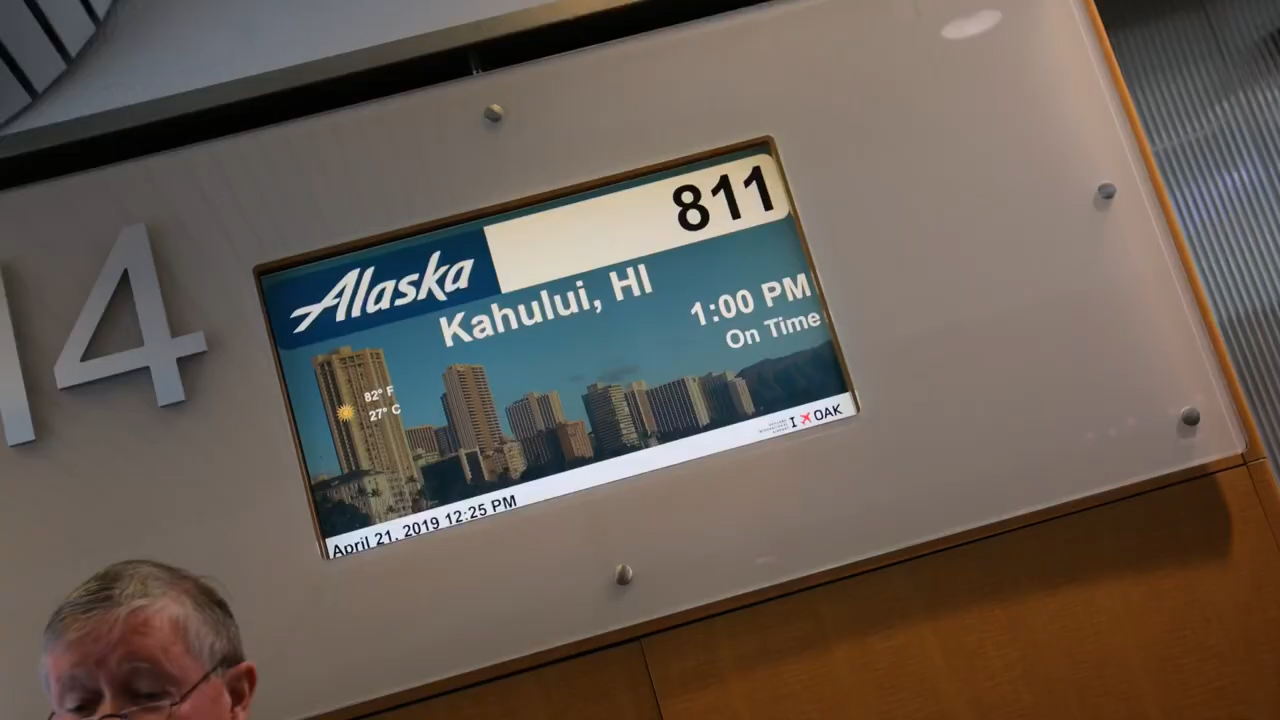 14
Alaska
811
Kahului, HI
1:00 PM
On Time
82° F
27° C
I OAK
April 21, 2019 12:25 PM